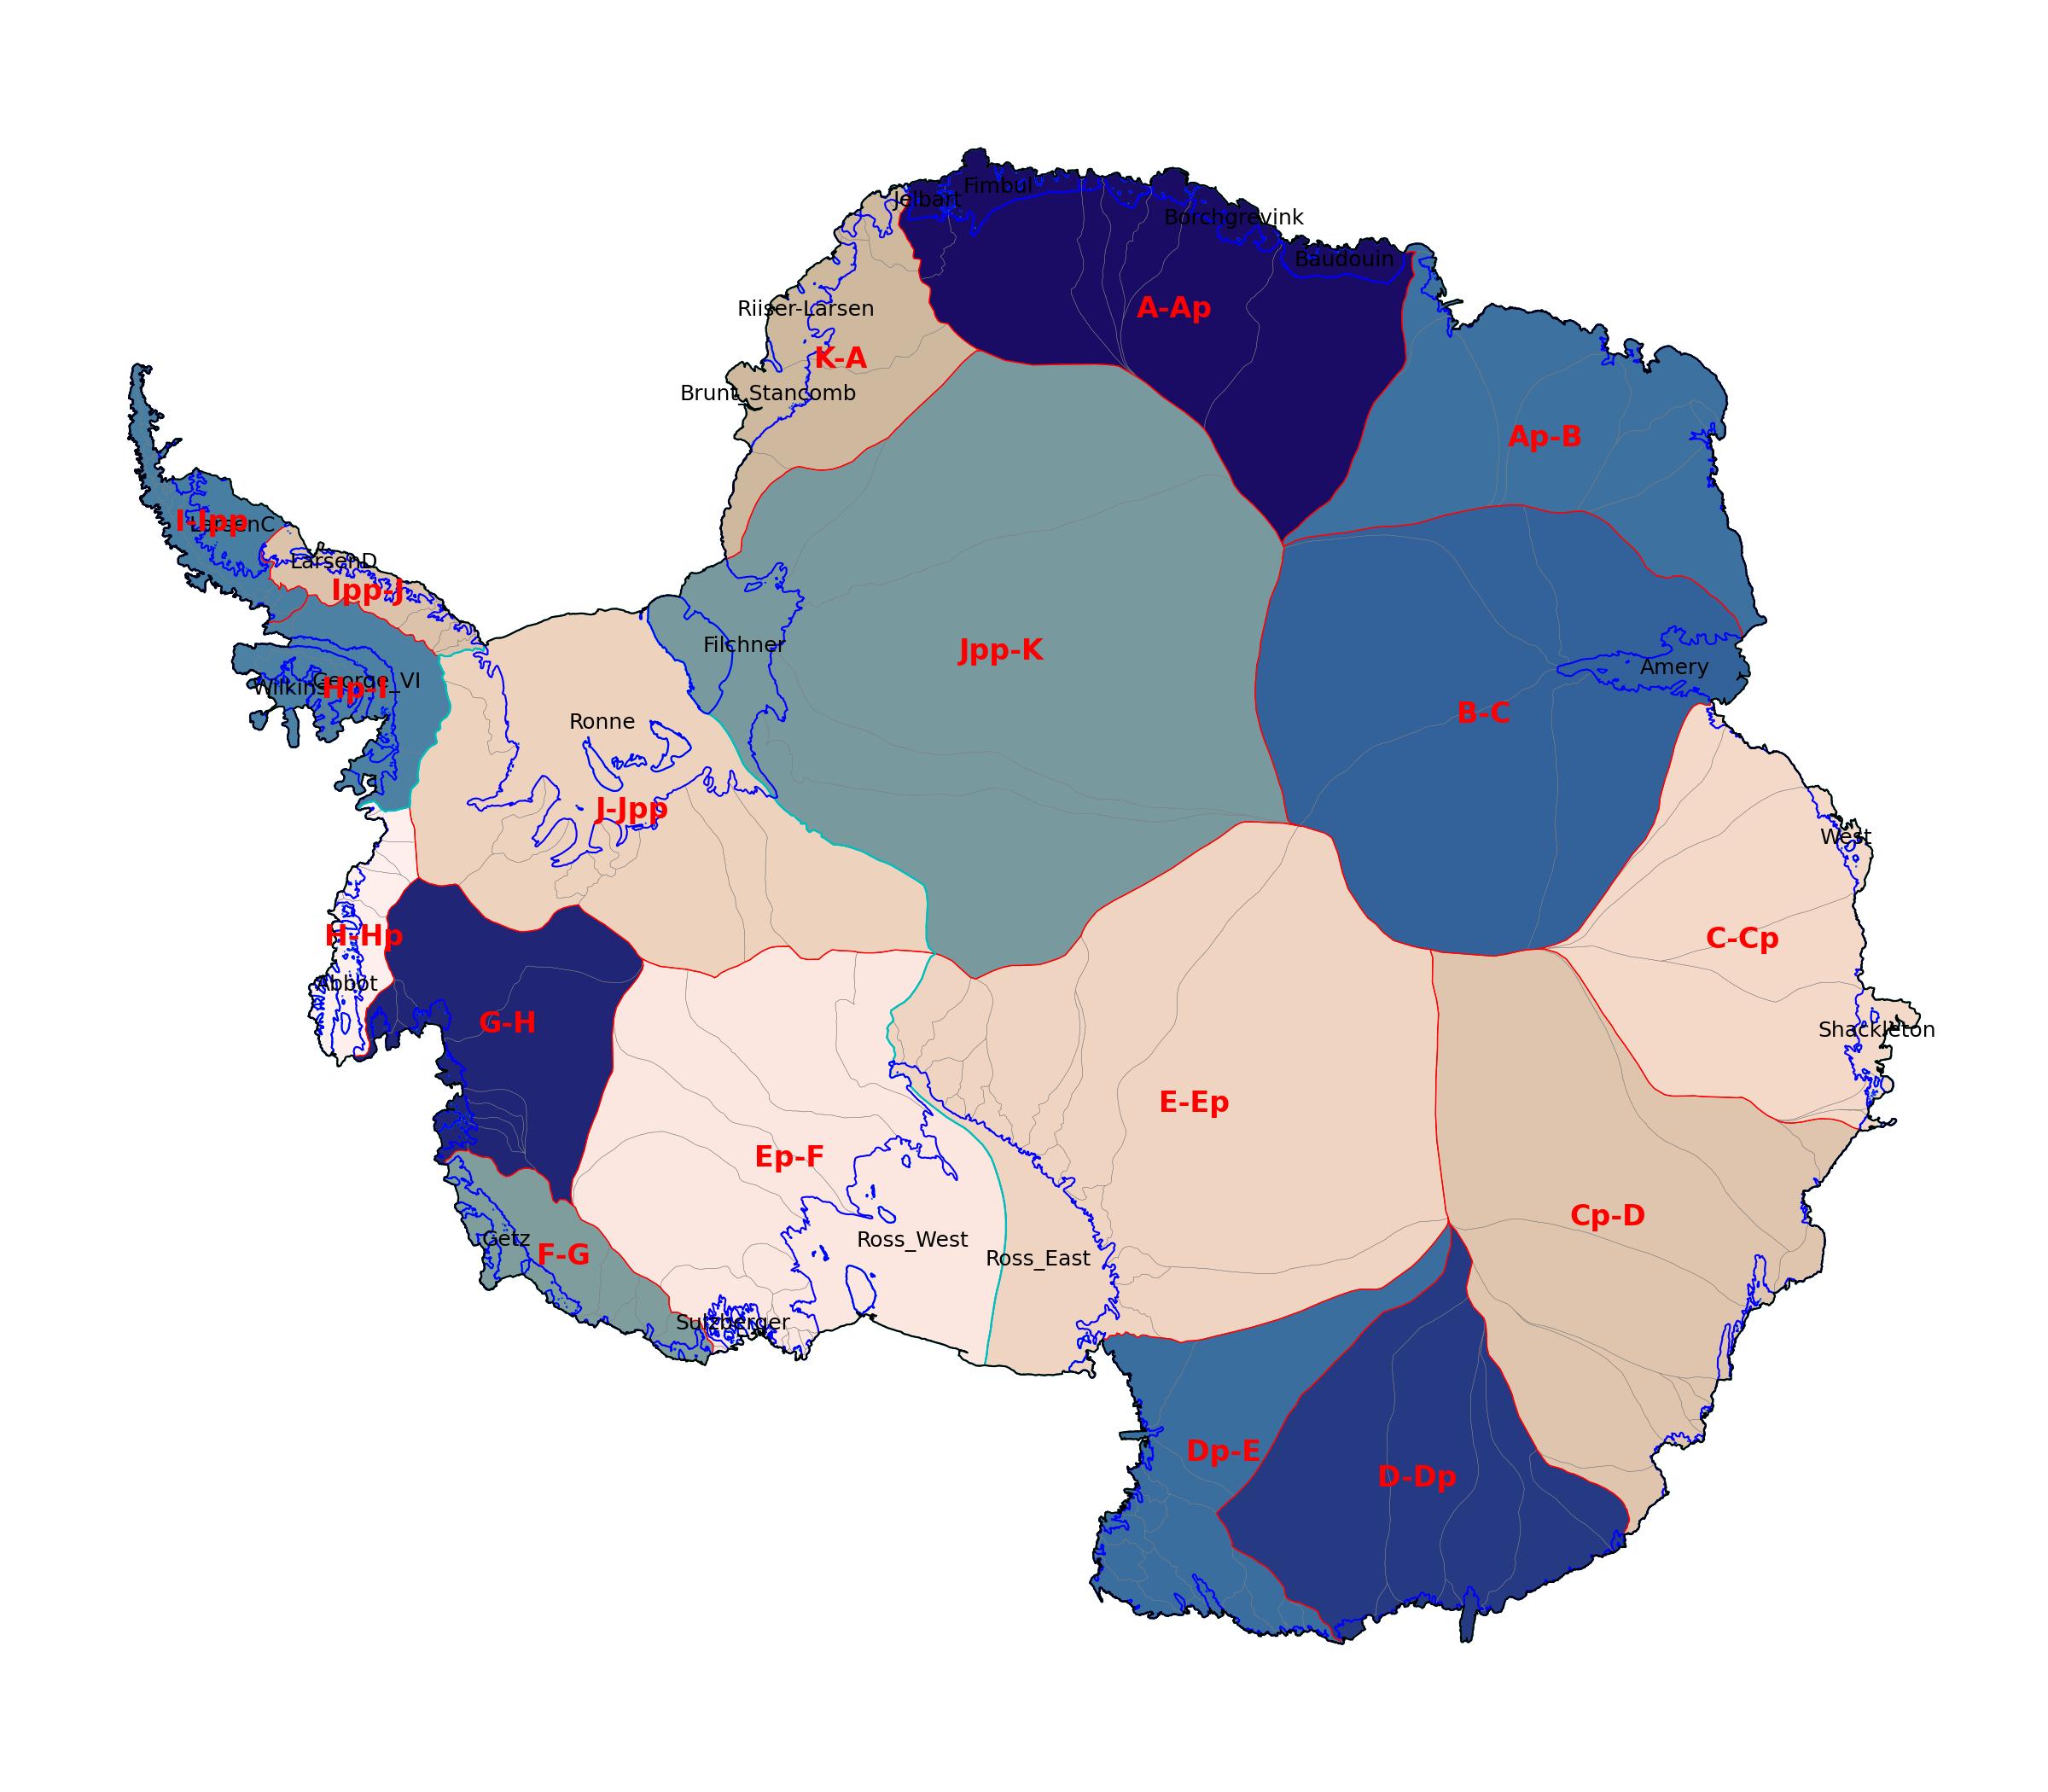 Fimbul
Jelbart
Borchgrevink
Baudouin
A-Ap
Riiser-Larsen
K-A
Brunt_Stancomb
Ap-B
I-Ipp
LarsenC
LarsenD
Ipp-J
Filchner
Jpp-K
Amery
Wilkins
George_VI
Hp-I
Ronne
B-C
J-Jpp
West
H-Hp
C-Cp
Abbot
G-H
Shackleton
E-Ep
Ep-F
Cp-D
Getz
F-G
Ross_West
Ross_East
Sulzberger
Dp-E
D-Dp